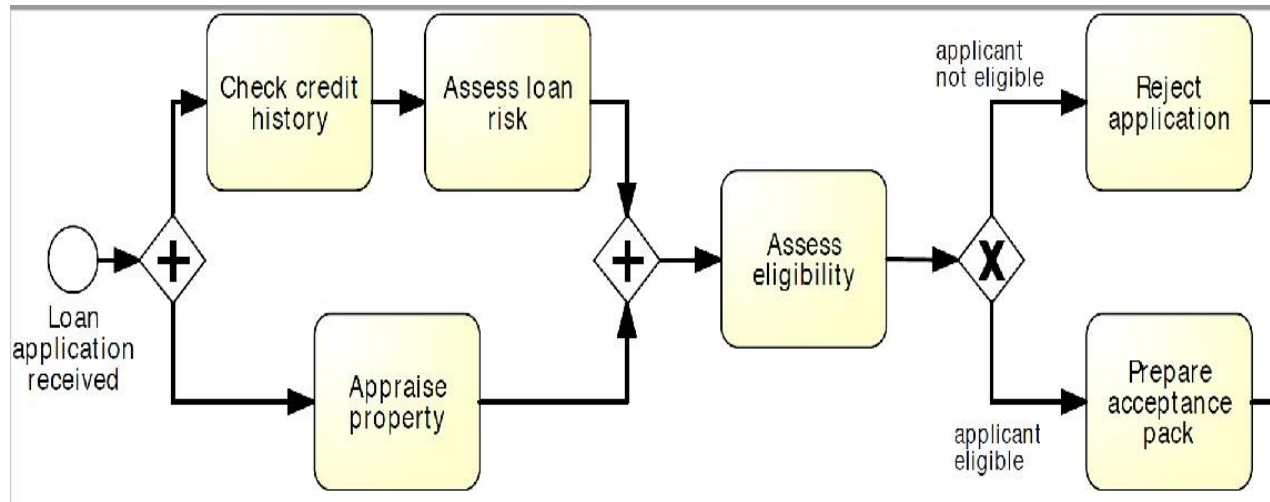 Check credit
history
Assess loan
risk
applicant
not eligible
Reject
application
+
+
Assess
eligibility
X
Loan
application
received
Appraise
property
applicant
eligible
Prepare
acceptance
pack